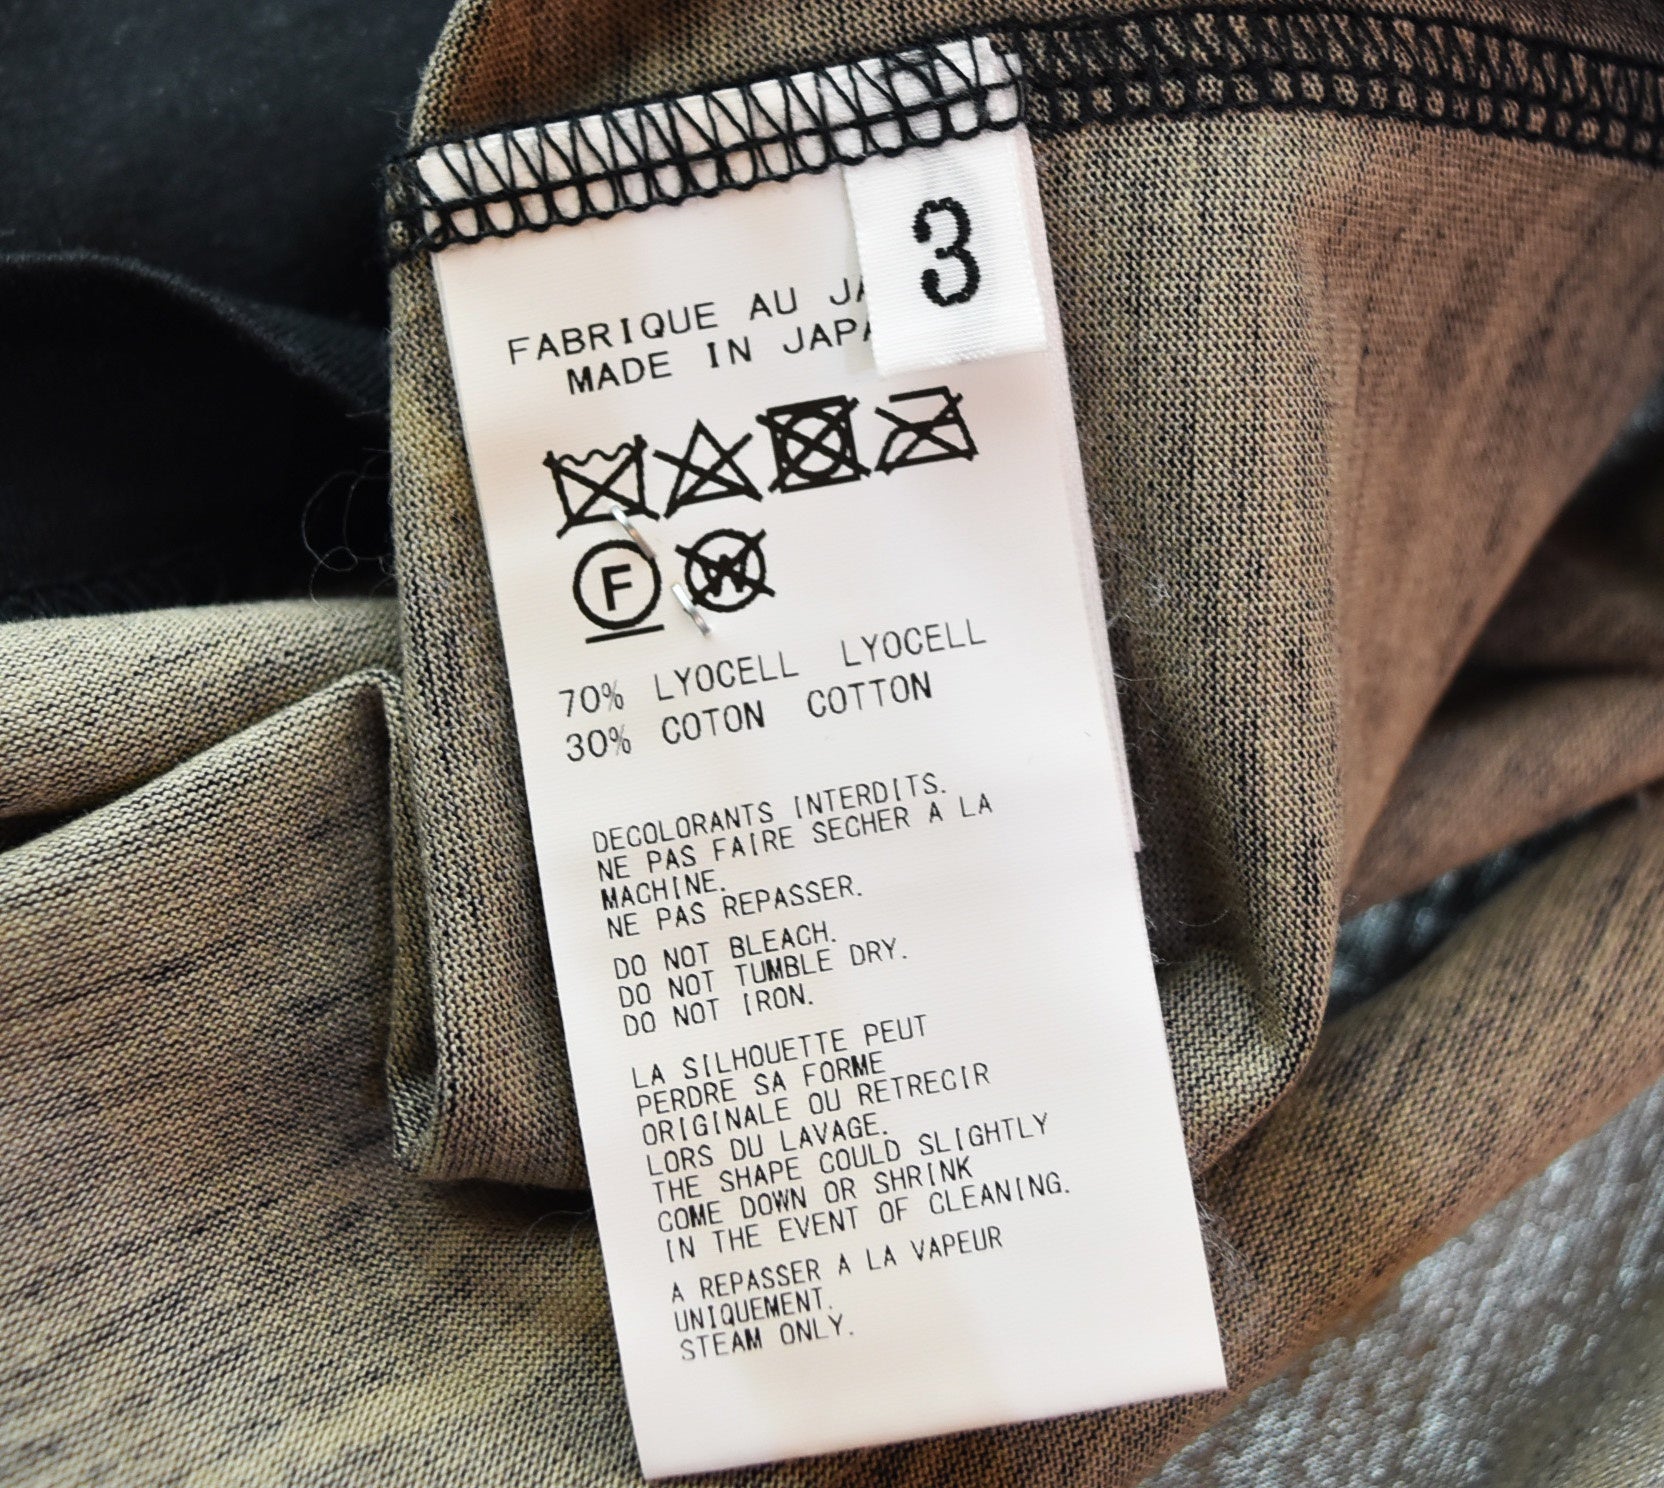 3
FABRIQUE AU
MADE IN
F
W
70% LYOCELL LYOCELL
30% COTON COTTON
DECOLORANTS INTERDITS.
NE PAS FAIRE SECHER A LA
MACHINE.
NE PAS REPASSER.
DO NOT BLEACH.
DO NOT TUMBLE DRY.
DO NOT IRON.
LA SILHOUETTE PEUT
PERDRE SA FORME
ORIGINALE OU RETRECIR
LORS DU LAVAGE.
THE SHAPE COULD SLIGHTLY
COME DOWN OR SHRINK
IN THE EVENT OF CLEANING.
A REPASSER A LA VAPEUR
UNIQUEMENT.
STEAM ONLY.